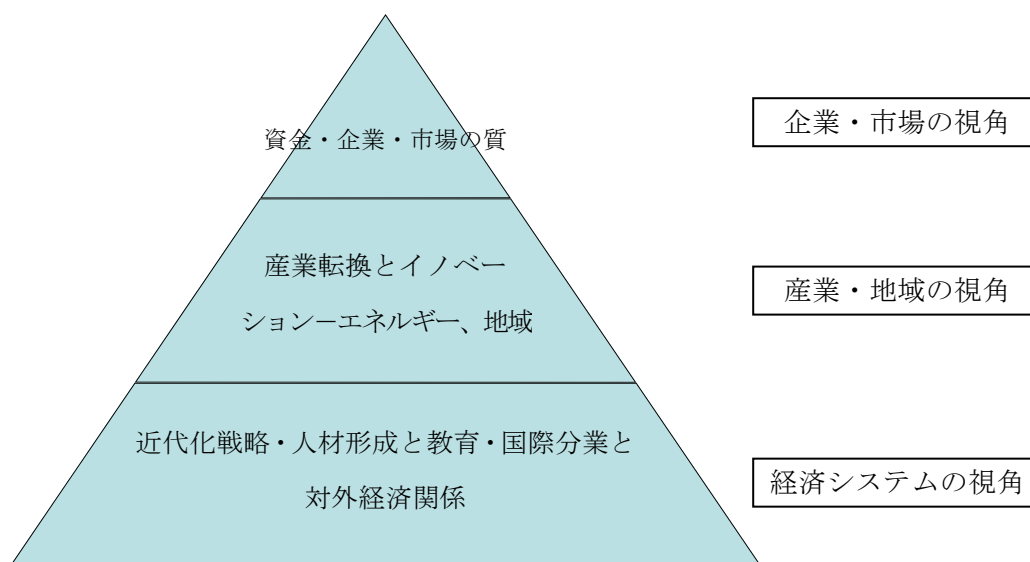 資金・企業・市場の質
企業・市場の視角
産業転換とイノベー
ション−エネルギー、地域
産業・地域の視角
近代化戦略・人材形成と教育・国際分業と
対外経済関係
経済システムの視角